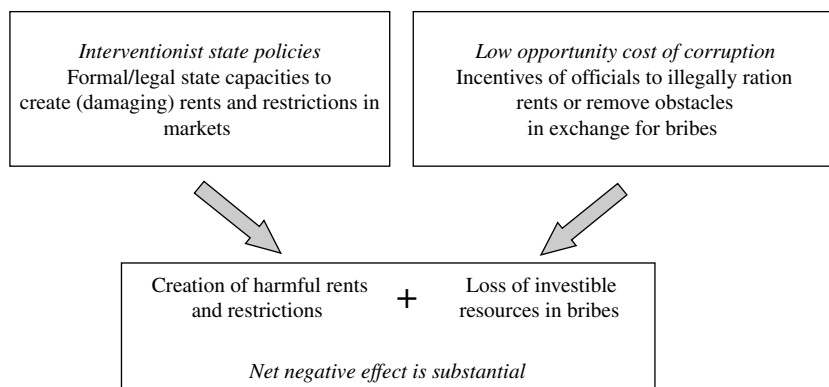 Interventionist state policies
Formal/legal state capacities to
create (damaging) rents and restrictions in
markets
Low opportunity cost of corruption
Incentives of officials to illegally ration
rents or remove obstacles
in exchange for bribes
Creation of harmful rents
and restrictions
+
Loss of investible
resources in bribes
Net negative effect is substantial